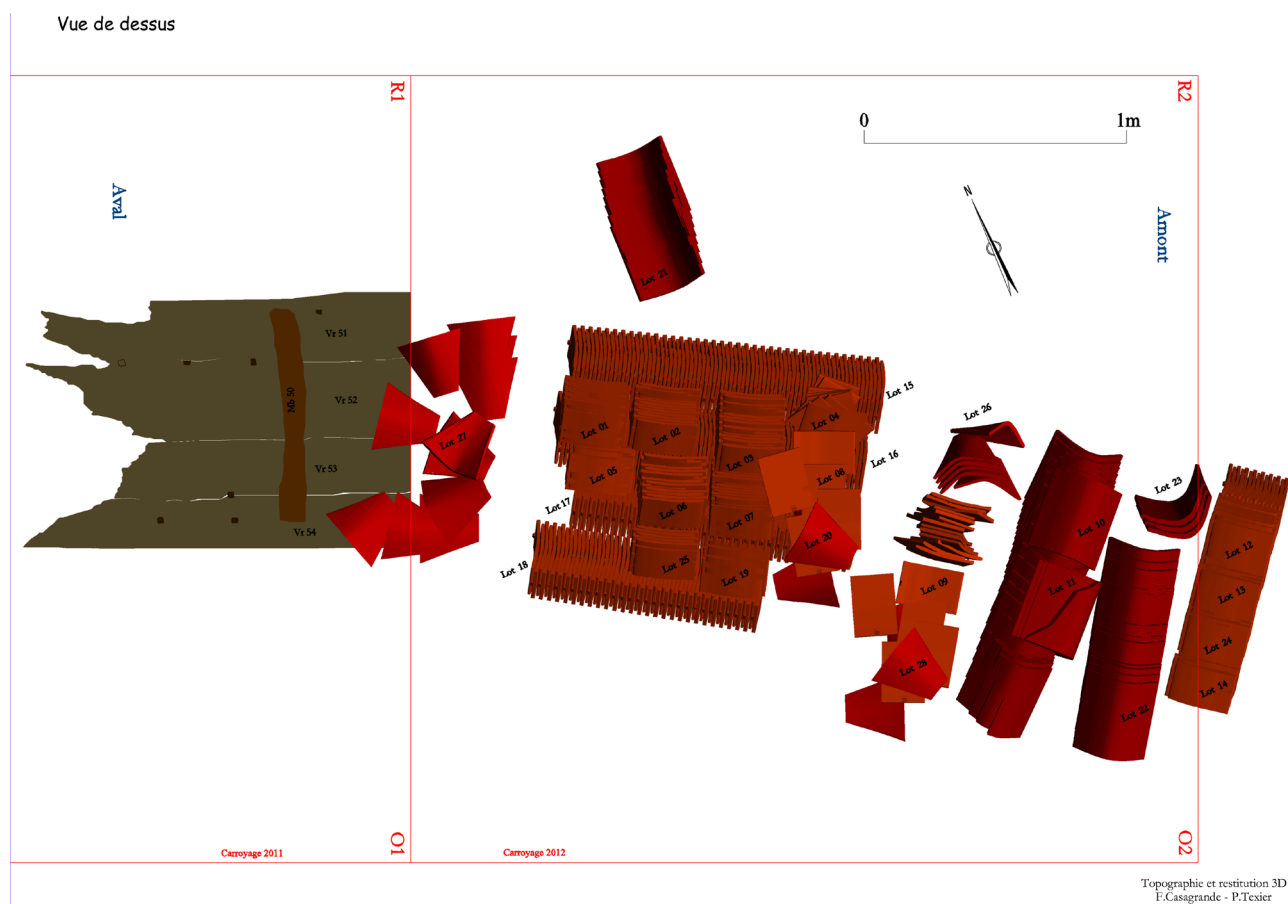 Vue de dessus
R1
R2
0
1m
N
Aval
Amont
Lot 21
Vr 51
Mb 50
Vr 52
Vr 53
Vr 54
Lot 27
Lot 15
Lot 01
Lot 02
Lot 03
Lot 04
Lot 16
Lot 05
Lot 06
Lot 07
Lot 08
Lot 17
Lot 18
Lot 25
Lot 19
Lot 20
Lot 26
Lot 23
Lot 10
Lot 11
Lot 09
Lot 28
Lot 22
Lot 12
Lot 13
Lot 24
Lot 14
O1
O2
Carroyage 2011
Carroyage 2012
Topographie et restitution 3D
F.Casagrande - P.Texier